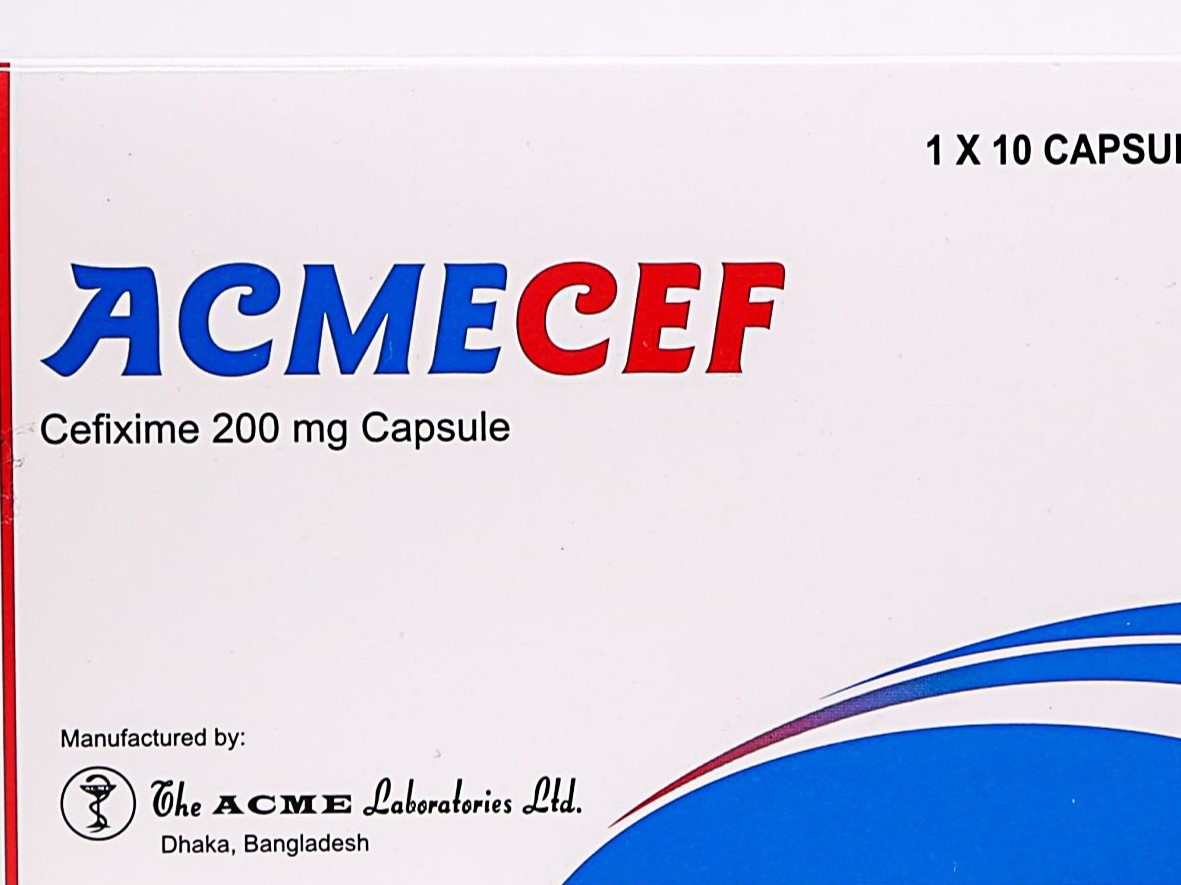 1 X 10
ACMECEF
Cefixime 200 mg Capsule
Manufactured by:
The ACME Laboratories Ltd.
Dhaka, Bangladesh